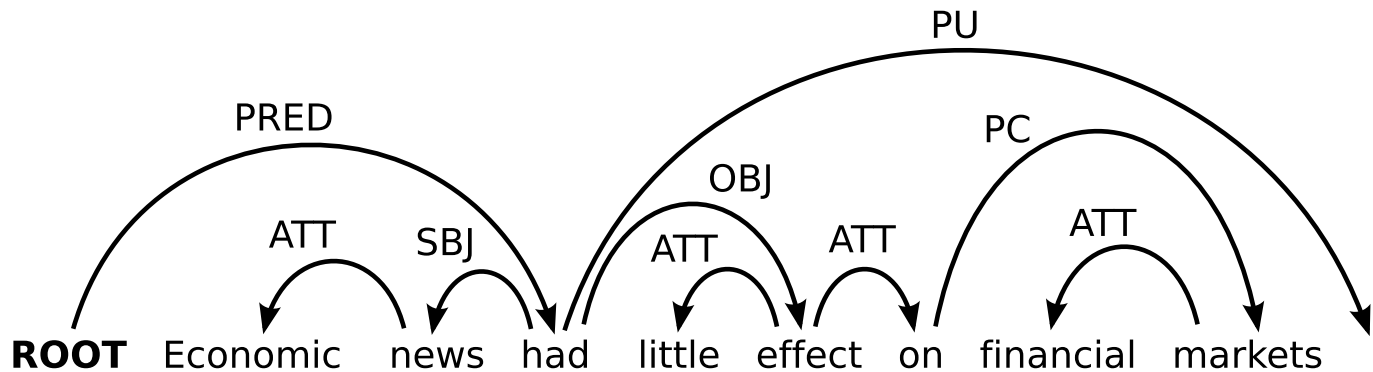 PU
PRED
PC
OBJ
ATT
SBJ
ATT
ATT
ATT
ROOT Economic news had little effect on financial markets